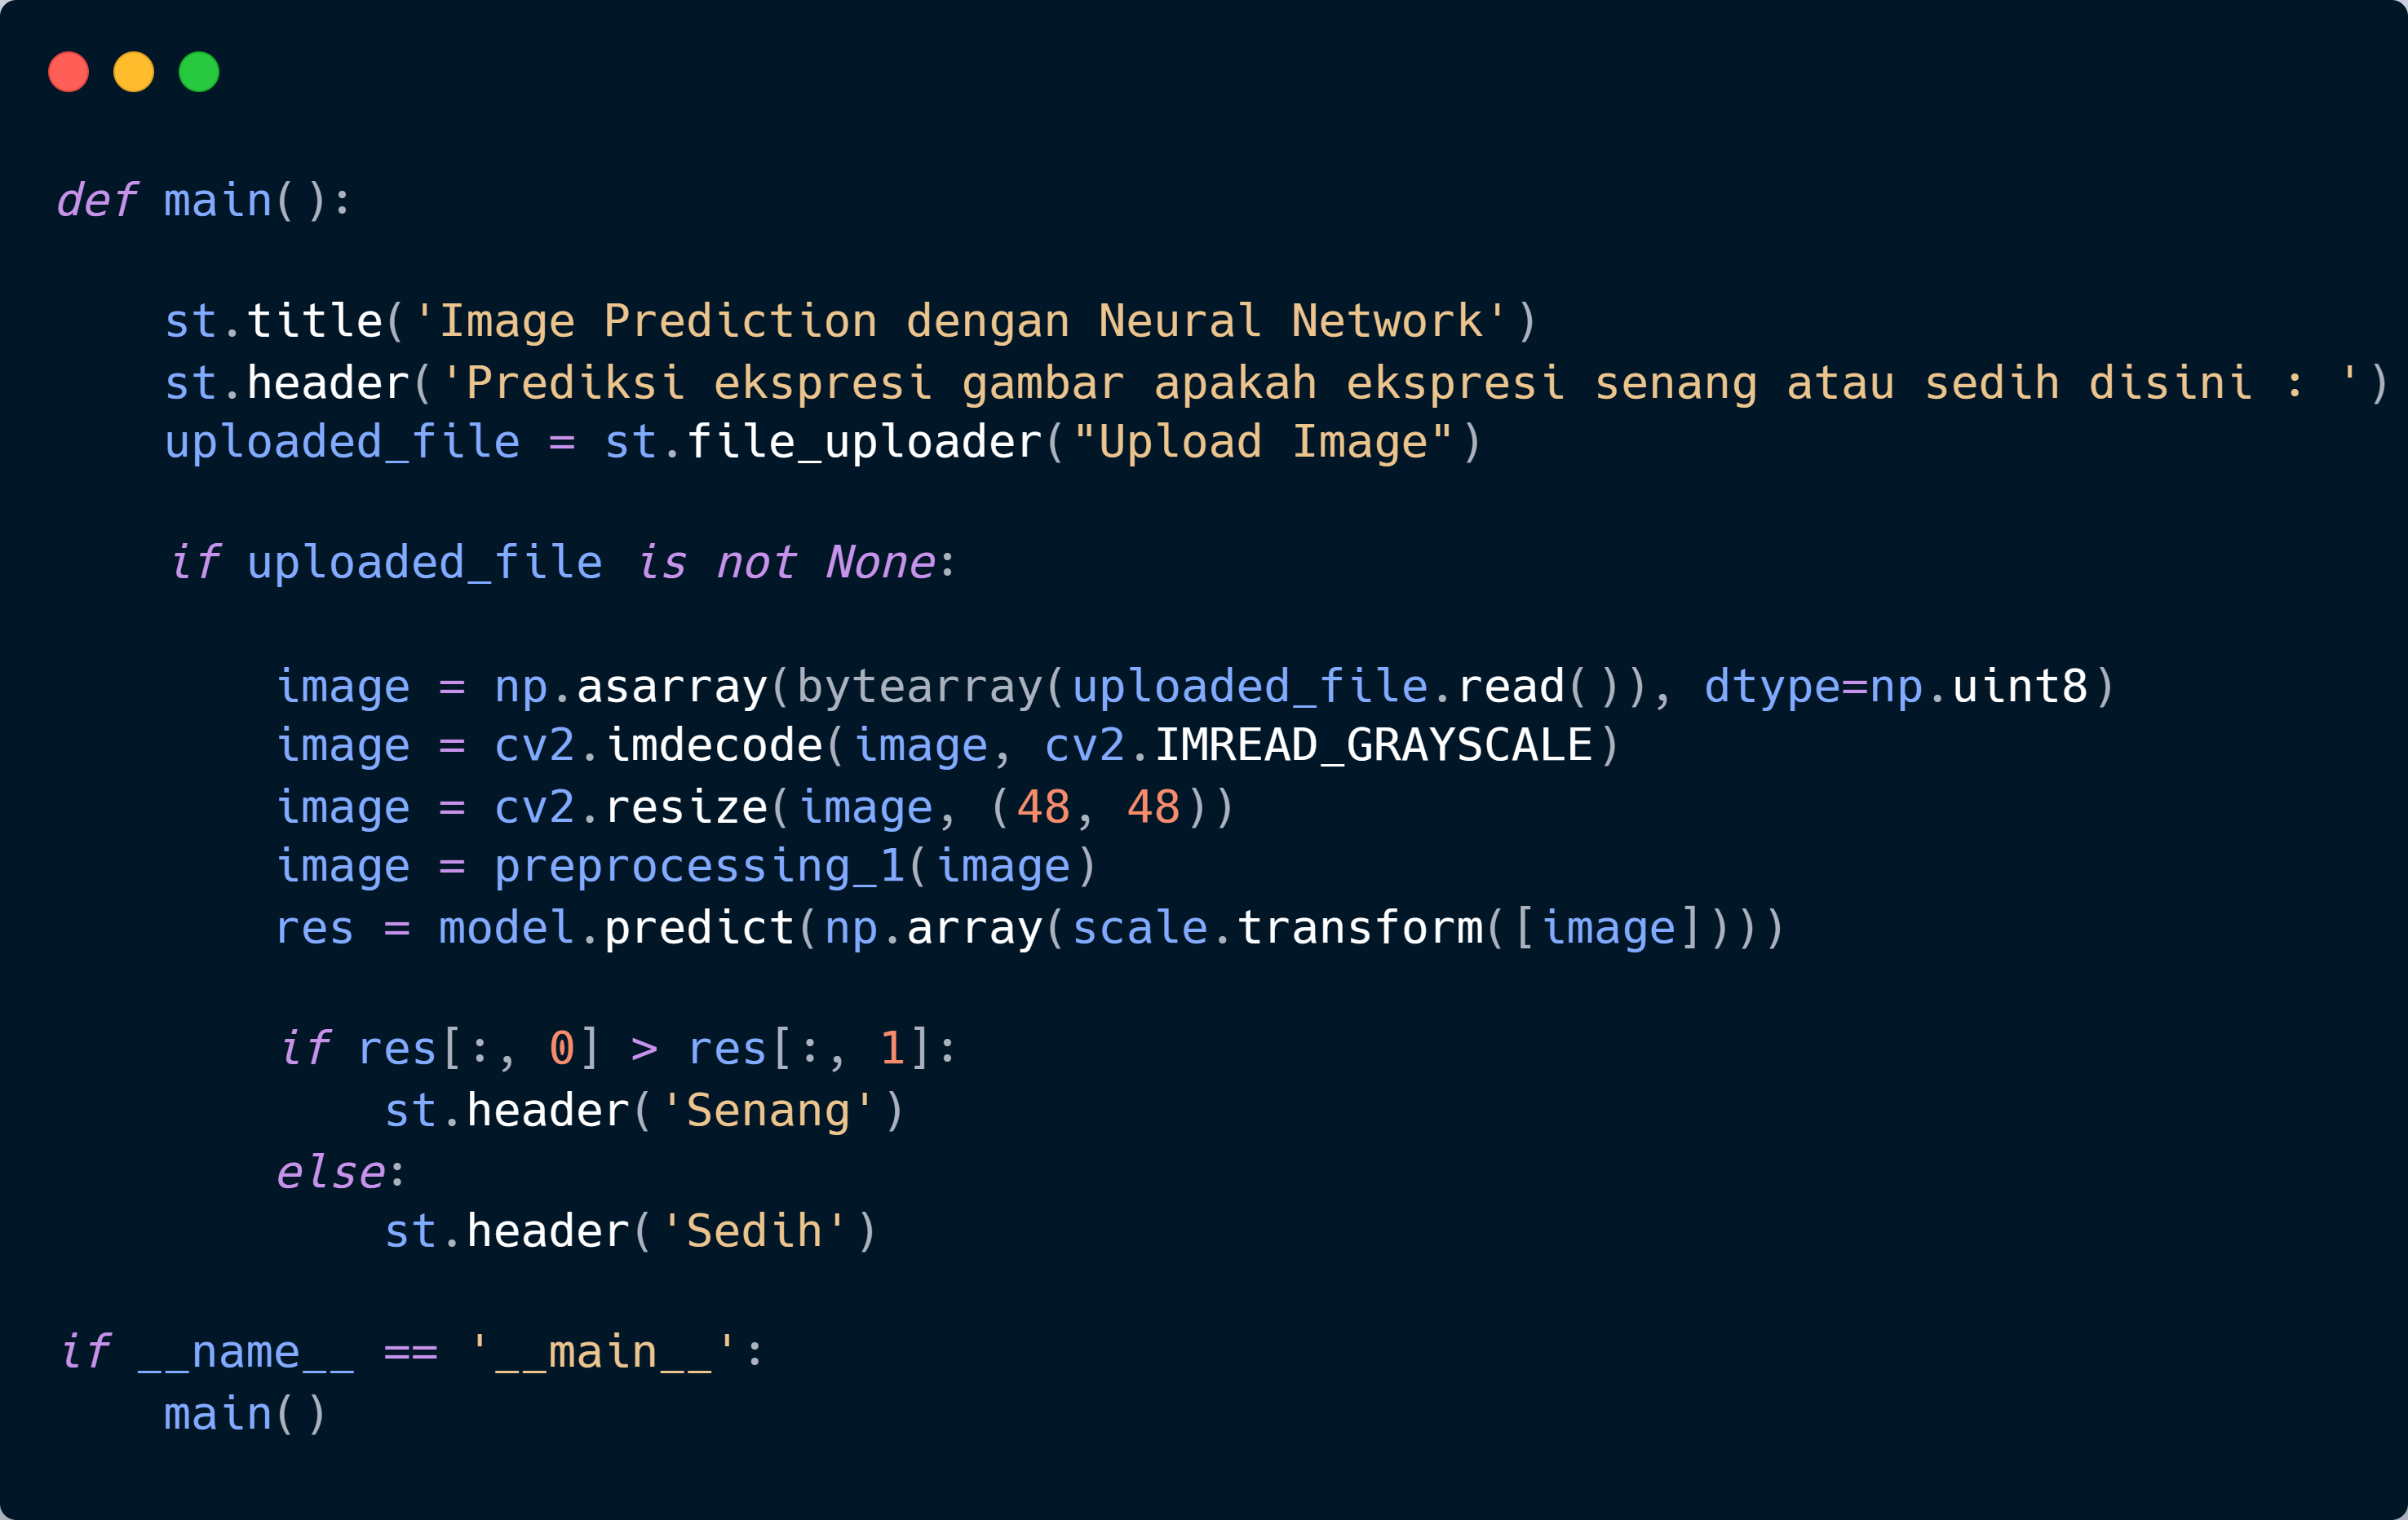 def main():
    st.title('Image Prediction dengan Neural Network')
    st.header('Prediksi ekspresi gambar apakah ekspresi senang atau sedih disini : ')
    uploaded_file = st.file_uploader("Upload Image")
    if uploaded_file is not None:
        image = np.asarray(bytearray(uploaded_file.read()), dtype=np.uint8)
        image = cv2.imdecode(image, cv2.IMREAD_GRAYSCALE)
        image = cv2.resize(image, (48, 48))
        image = preprocessing_1(image)
        res = model.predict(np.array(scale.transform([image])))
        if res[:, 0] > res[:, 1]:
            st.header('Senang')
        else:
            st.header('Sedih')
if __name__ == '__main__':
    main()